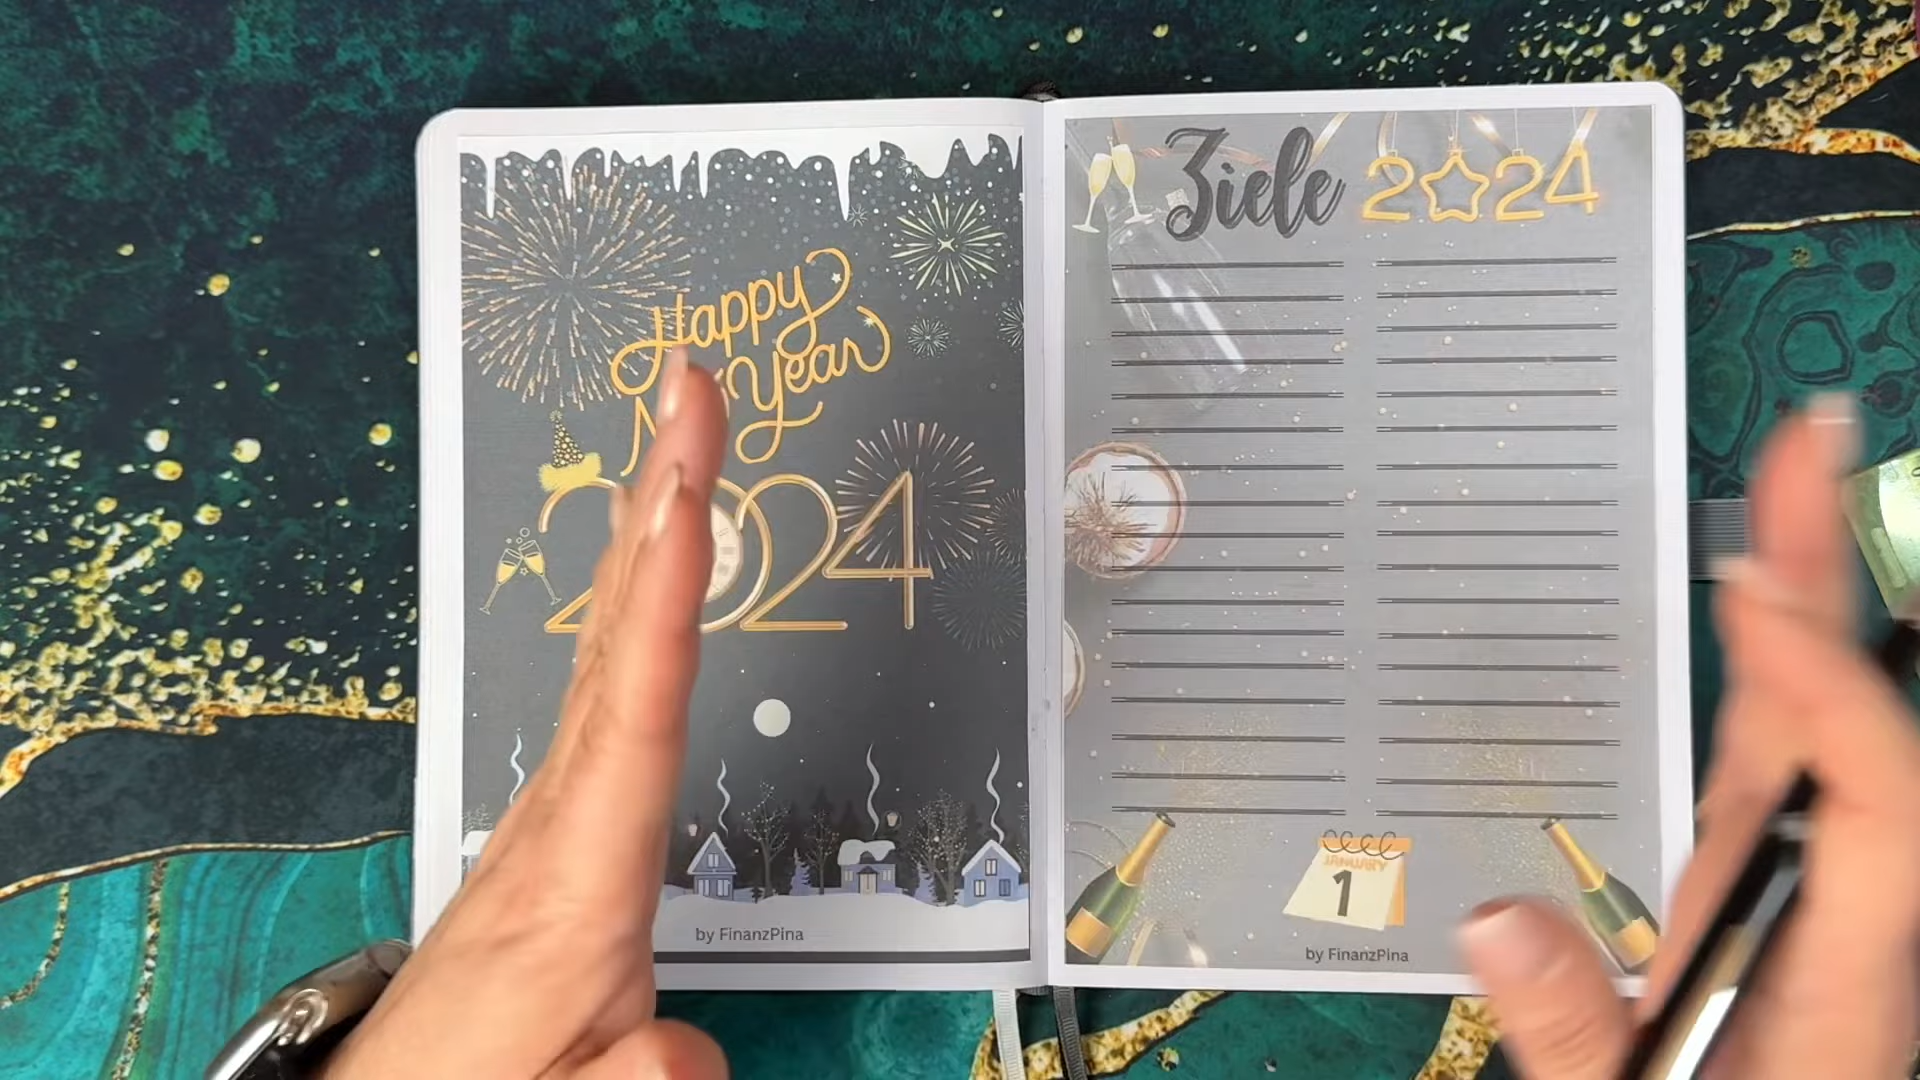 Happy
Year
2024
by FinanzPina
Ziele 2024
JANUARY
1
by FinanzPina